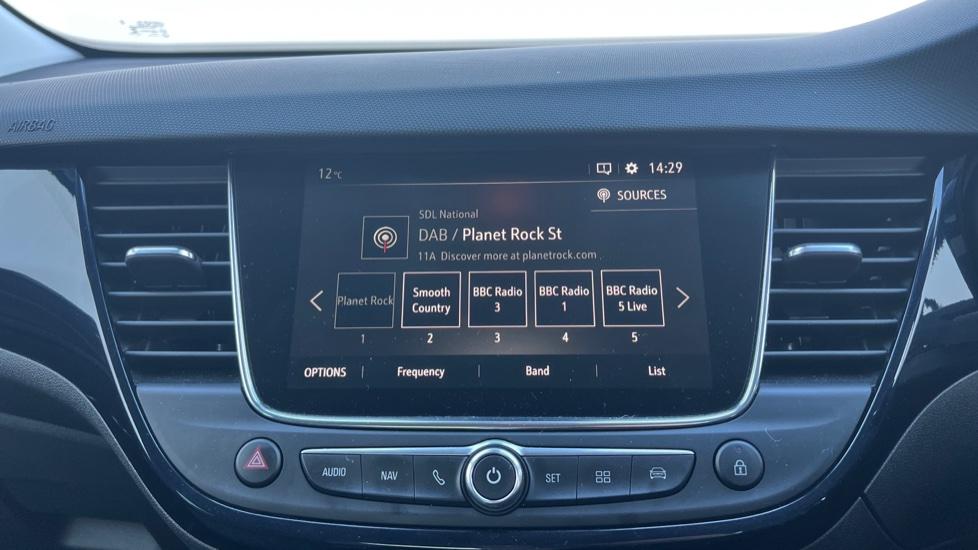 AIRBAG
12°C
14:29
SOURCES
SDL National
DAB / Planet Rock St
11A Discover more at planetrock.com
Planet Rock
Smooth
Country
BBC Radio
3
BBC Radio
1
BBC Radio
5 Live
1 2 3 4 5
OPTIONS Frequency Band List
AUDIO NAV SET